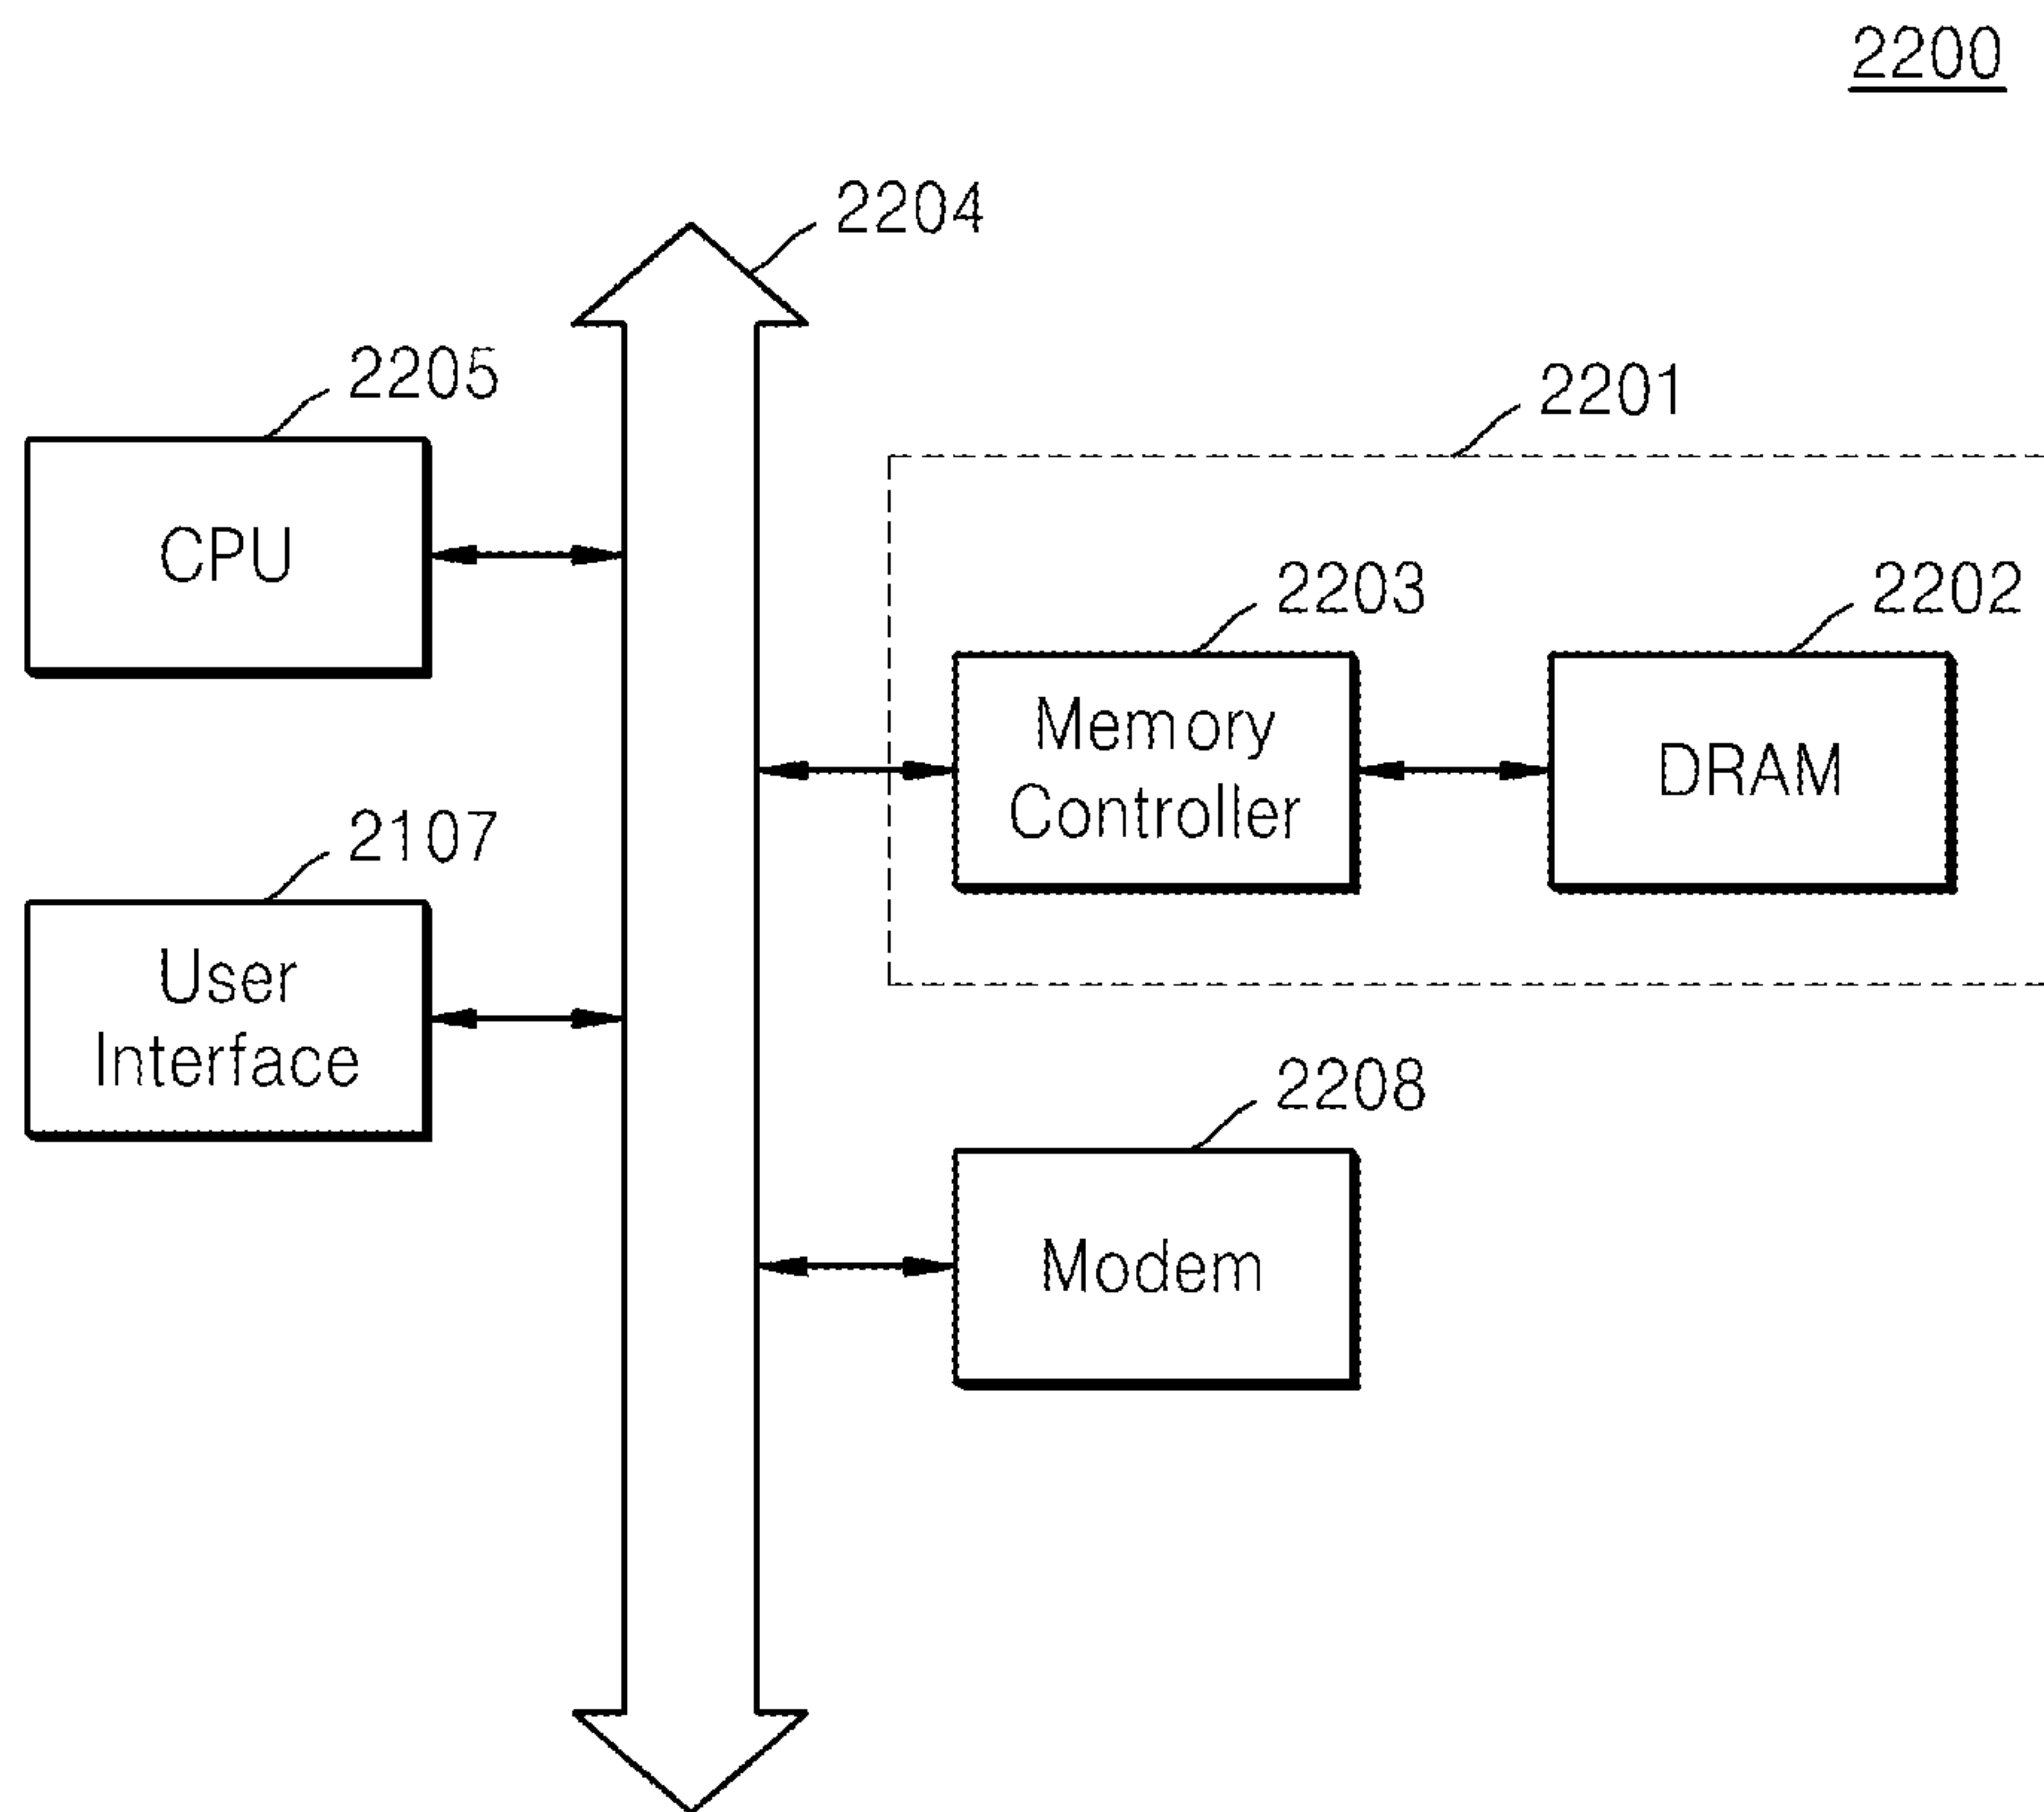 2200
2204
2205
CPU
2201
2203
Memory
Controller
2202
DRAM
2107
User
Interface
2208
Modem